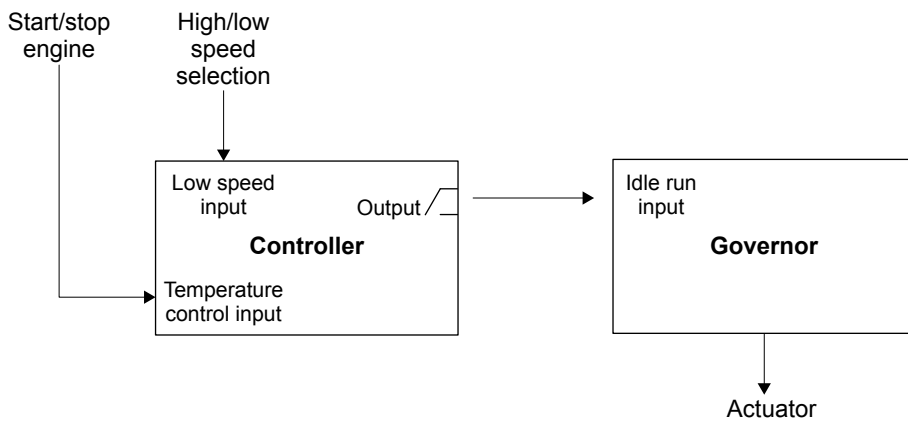 Start/stop
engine
High/low
speed
selection
Low speed
input
Output
Controller
Temperature
control input
Idle run
input
Governor
Actuator